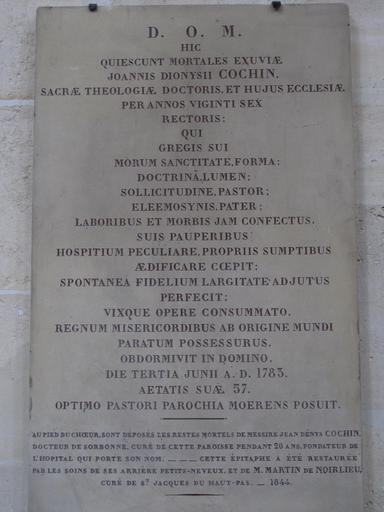 D. O. M.
HIC
QUIESCUNT MORTALES EXUVIÆ
JOANNIS DIONYSII COCHIN,
SACRÆ THEOLOGIÆ DOCTORIS, ET HUJUS ECCLESIÆ
PER ANNOS VIGINTI SEX
RECTORIS;
QUI
GREGIS SUI
MORUM SANCTITATE, FORMA;
DOCTRINÂ, LUMEN;
SOLLICITUDINE, PASTOR;
ELEEMOSYNIS, PATER;
LABORIBUS ET MORBIS JAM CONFECTUS,
SUIS PAUPERIBUS
HOSPITIUM PECULIARE, PROPRIIS SUMPTIBUS
ÆDIFICARE CŒPIT;
SPONTANEA FIDELIUM LARGITATE ADJUTUS
PERFECIT;
VIXQUE OPERE CONSUMMATO,
REGNUM MISERICORDIBUS AB ORIGINE MUNDI
PARATUM POSSESSURUS,
OBDORMIVIT IN DOMINO,
DIE TERTIA JUNII A. D. 1783.
AETATIS SUÆ, 57.
OPTIMO PASTORI PAROCHIA MOERENS POSUIT.
AU PIED DU CHŒUR, SONT DÉPOSÉS LES RESTES MORTELS DE MESSIRE JEAN DENYS COCHIN,
DOCTEUR DE SORBONNE, CURÉ DE CETTE PAROISSE PENDANT 26 ANS, FONDATEUR DE
L'HOPITAL QUI PORTE SON NOM. — — — CETTE ÉPITAPHE A ÉTÉ RESTAURÉE
PAR LES SOINS DE SES ARRIÈRE PETITS-NEVEUX, ET DE M. MARTIN DE NOIRLIEU,
CURÉ DE ST JACQUES DU HAUT-PAS. — 1844.